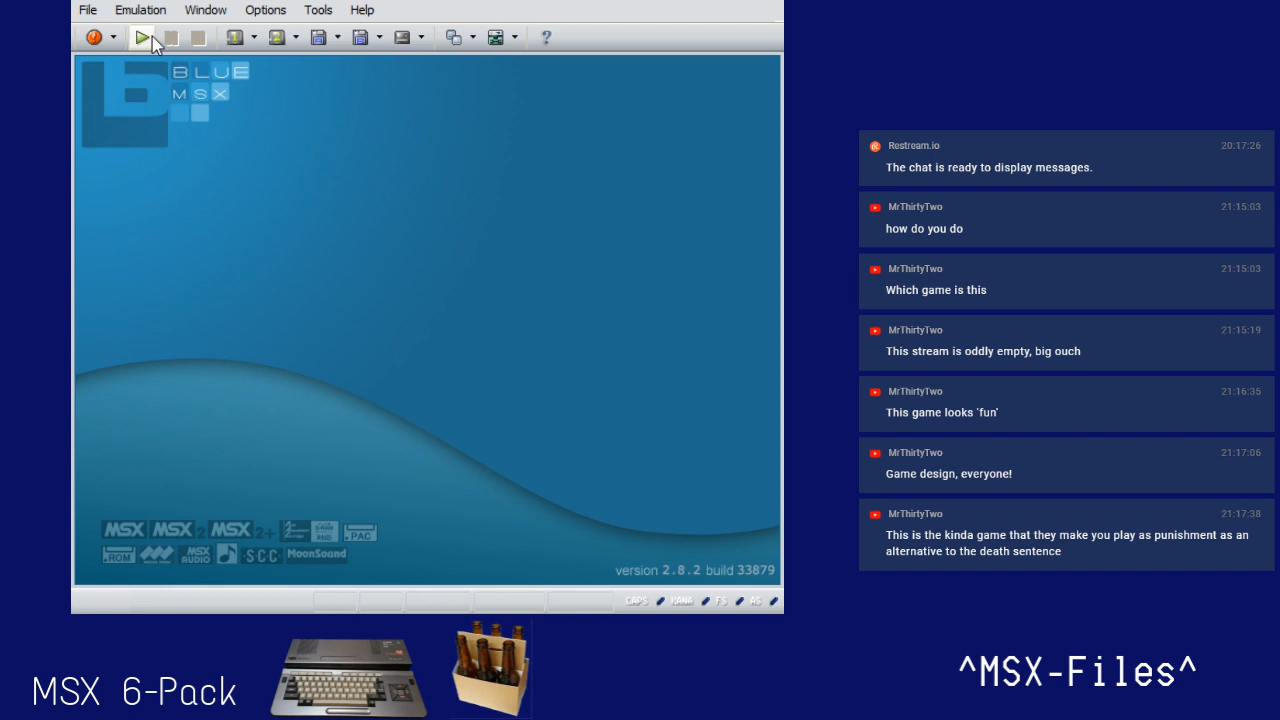 File Emulation Window Options Tools Help
BLUE
MSX
MSX MSX 2 MSX 2+ PAC
ROM MSX AUDIO SCC MoonSound
version 2.8.2 build 33879
CAPS KANA FS AS
Restream.io 20:17:26
The chat is ready to display messages.
MrThirtyTwo 21:15:03
how do you do
MrThirtyTwo 21:15:03
Which game is this
MrThirtyTwo 21:15:19
This stream is oddly empty, big ouch
MrThirtyTwo 21:16:35
This game looks 'fun'
MrThirtyTwo 21:17:06
Game design, everyone!
MrThirtyTwo 21:17:38
This is the kinda game that they make you play as punishment as an
alternative to the death sentence
MSX 6-Pack
^MSX-Files^